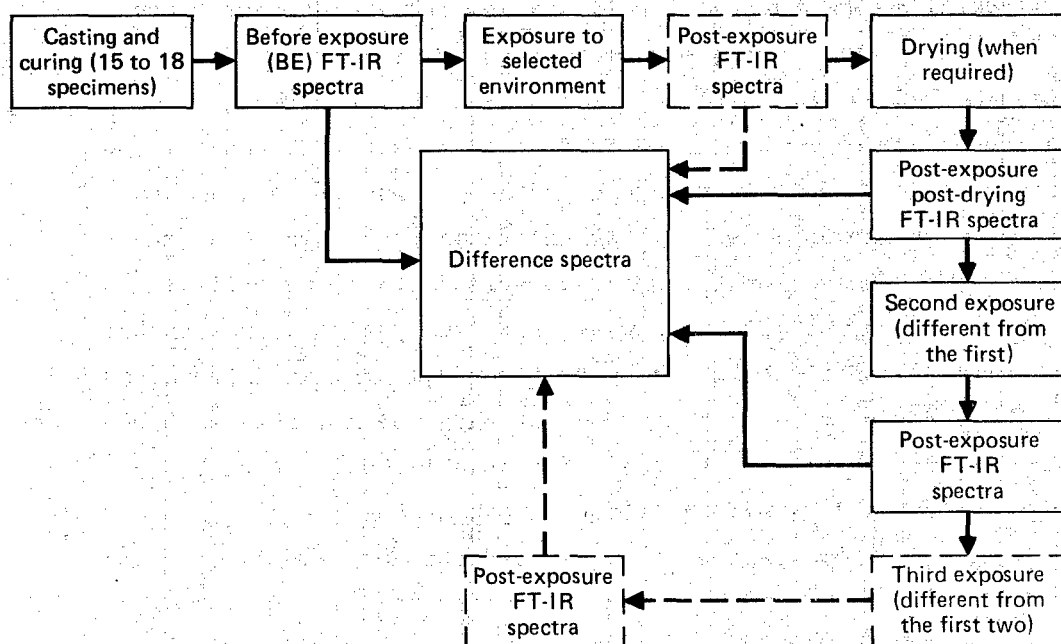 Casting and
curing (15 to 18
specimens)
Before exposure
(BE) FT-IR
spectra
Exposure to
selected
environment
Post-exposure
FT-IR
spectra
Drying (when
required)
Post-exposure
post-drying
FT-IR spectra
Difference spectra
Second exposure
(different from
the first)
Post-exposure
FT-IR
spectra
Post-exposure
FT-IR
spectra
Third exposure
(different from
the first two)